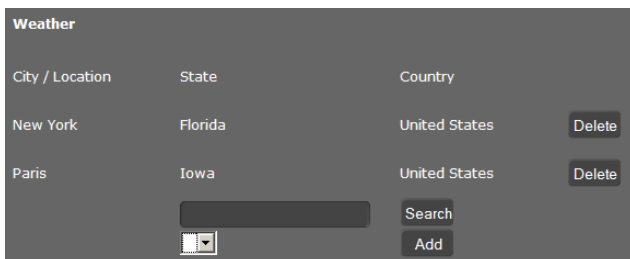 Weather
City / Location State Country
New York Florida United States Delete
Paris Iowa United States Delete
Search
Add